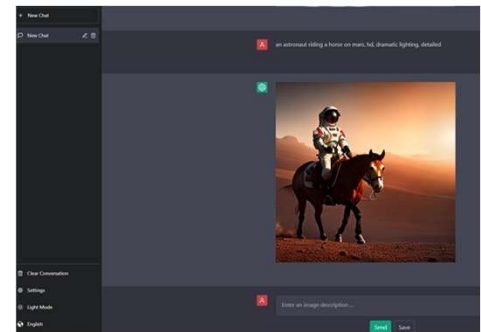 New Chat
New Chat
an astronaut riding a horse on mars, hd, dramatic lighting, detailed
Clear Conversation
Settings
Light Mode
English
Enter an image description ...
Send Save